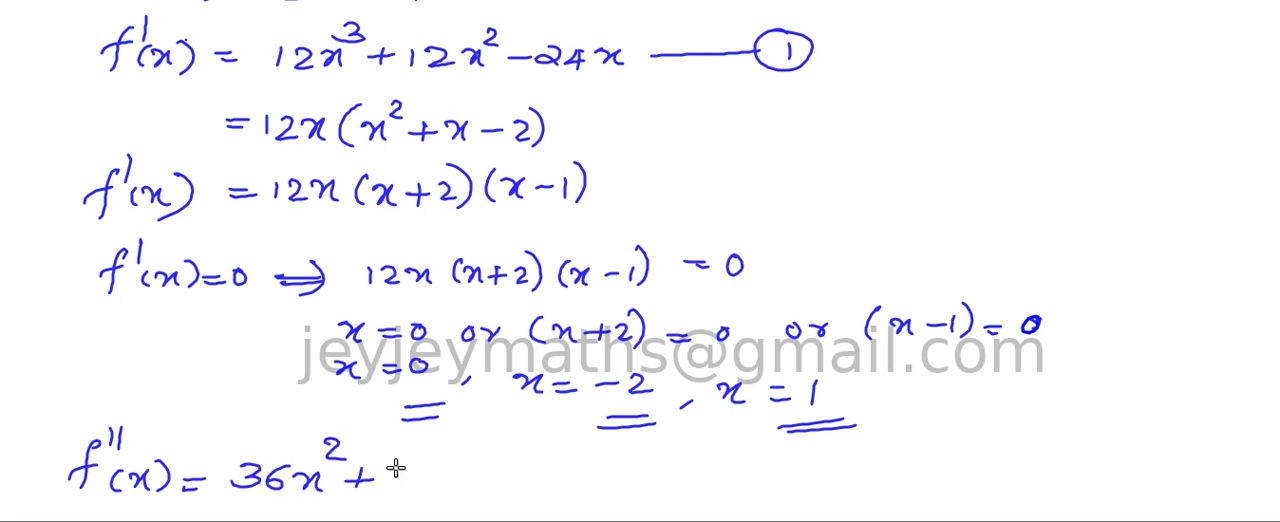 f'(x) = 12x³ + 12x² - 24x —— ①
= 12x (x² + x - 2)
f'(x) = 12x (x+2) (x-1)
f'(x) = 0 ⟹ 12x (x+2) (x-1) = 0
x = 0 or (x+2) = 0 or (x-1) = 0
jeyjeymaths@gmail.com
x = 0 , x = -2 , x = 1
f''(x) = 36x² +